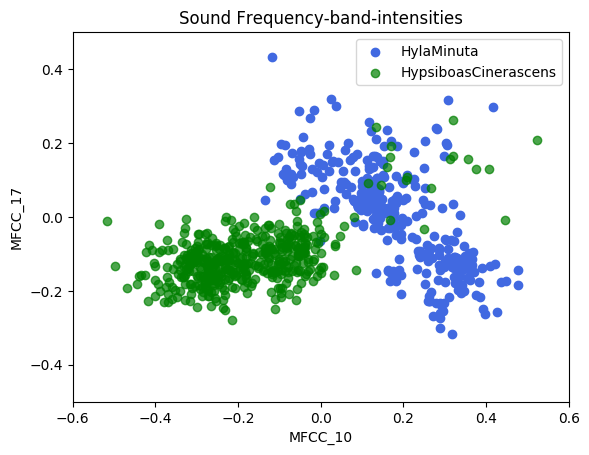 Sound Frequency-band-intensities
HylaMinuta
HypsiboasCinerascens
MFCC_17
0.4
0.2
0.0
−0.2
−0.4
−0.6
−0.4
−0.2
0.0
0.2
0.4
0.6
MFCC_10